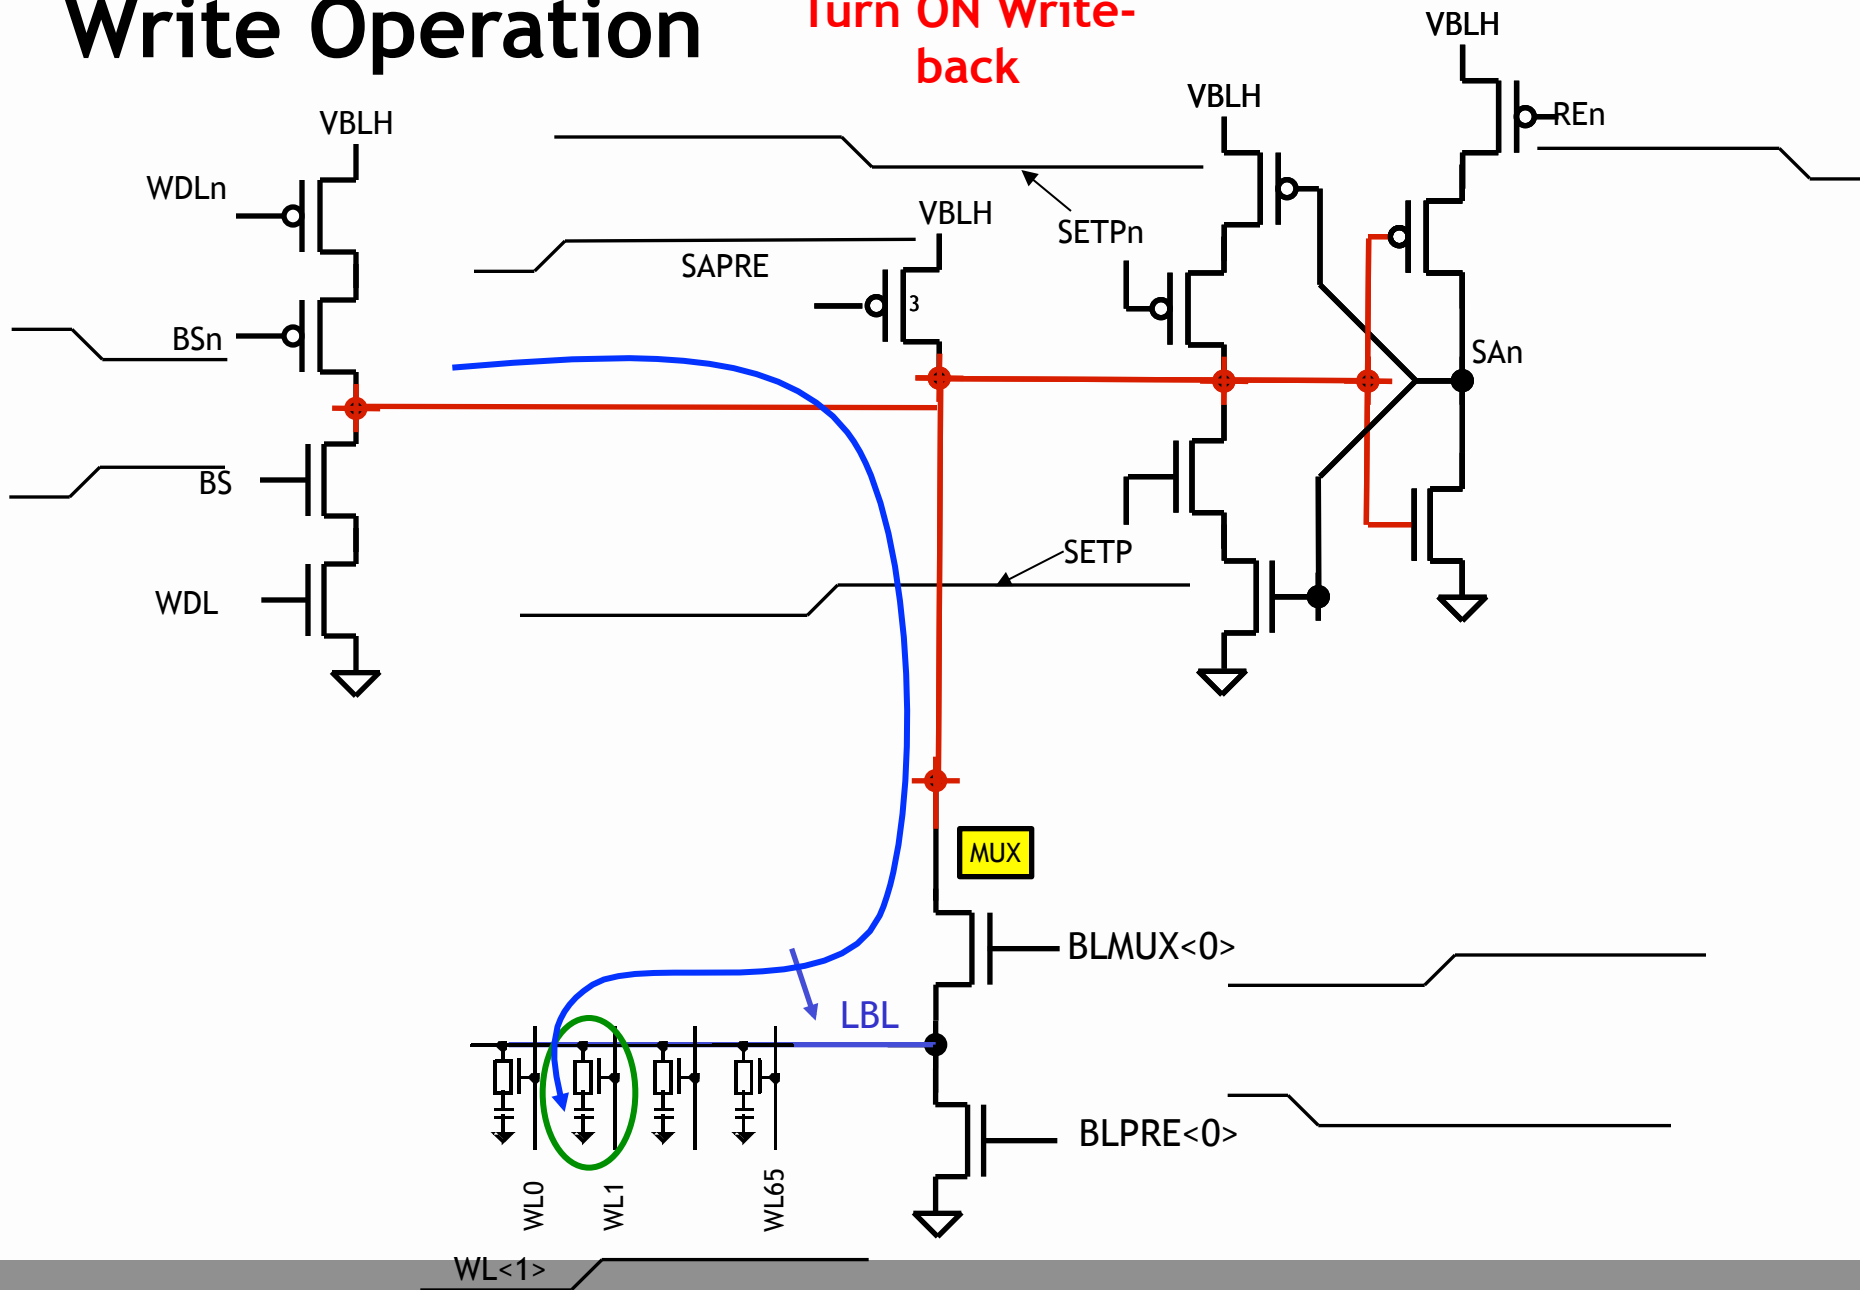 Write Operation
Turn ON Write-
back
VBLH
VBLH
VBLH
REn
WDLn
VBLH
SETPn
SAPRE
3
BSn
SAn
BS
SETP
WDL
MUX
BLMUX<0>
LBL
BLPRE<0>
WL0
WL1
WL65
WL<1>